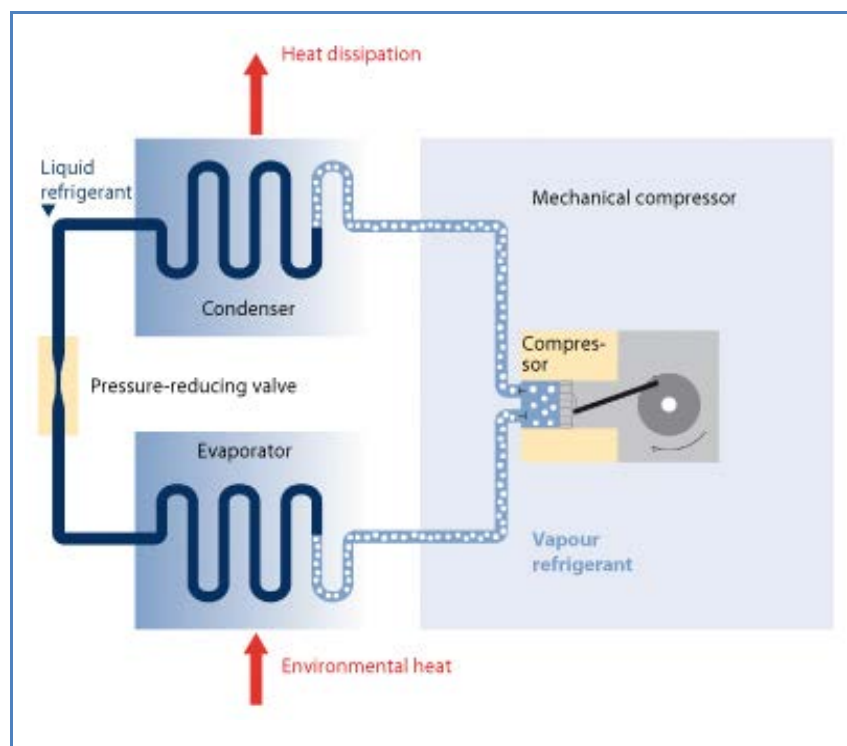 Heat dissipation
Liquid
refrigerant
Mechanical compressor
Condenser
Compres-
sor
Pressure-reducing valve
Evaporator
Vapour
refrigerant
Environmental heat